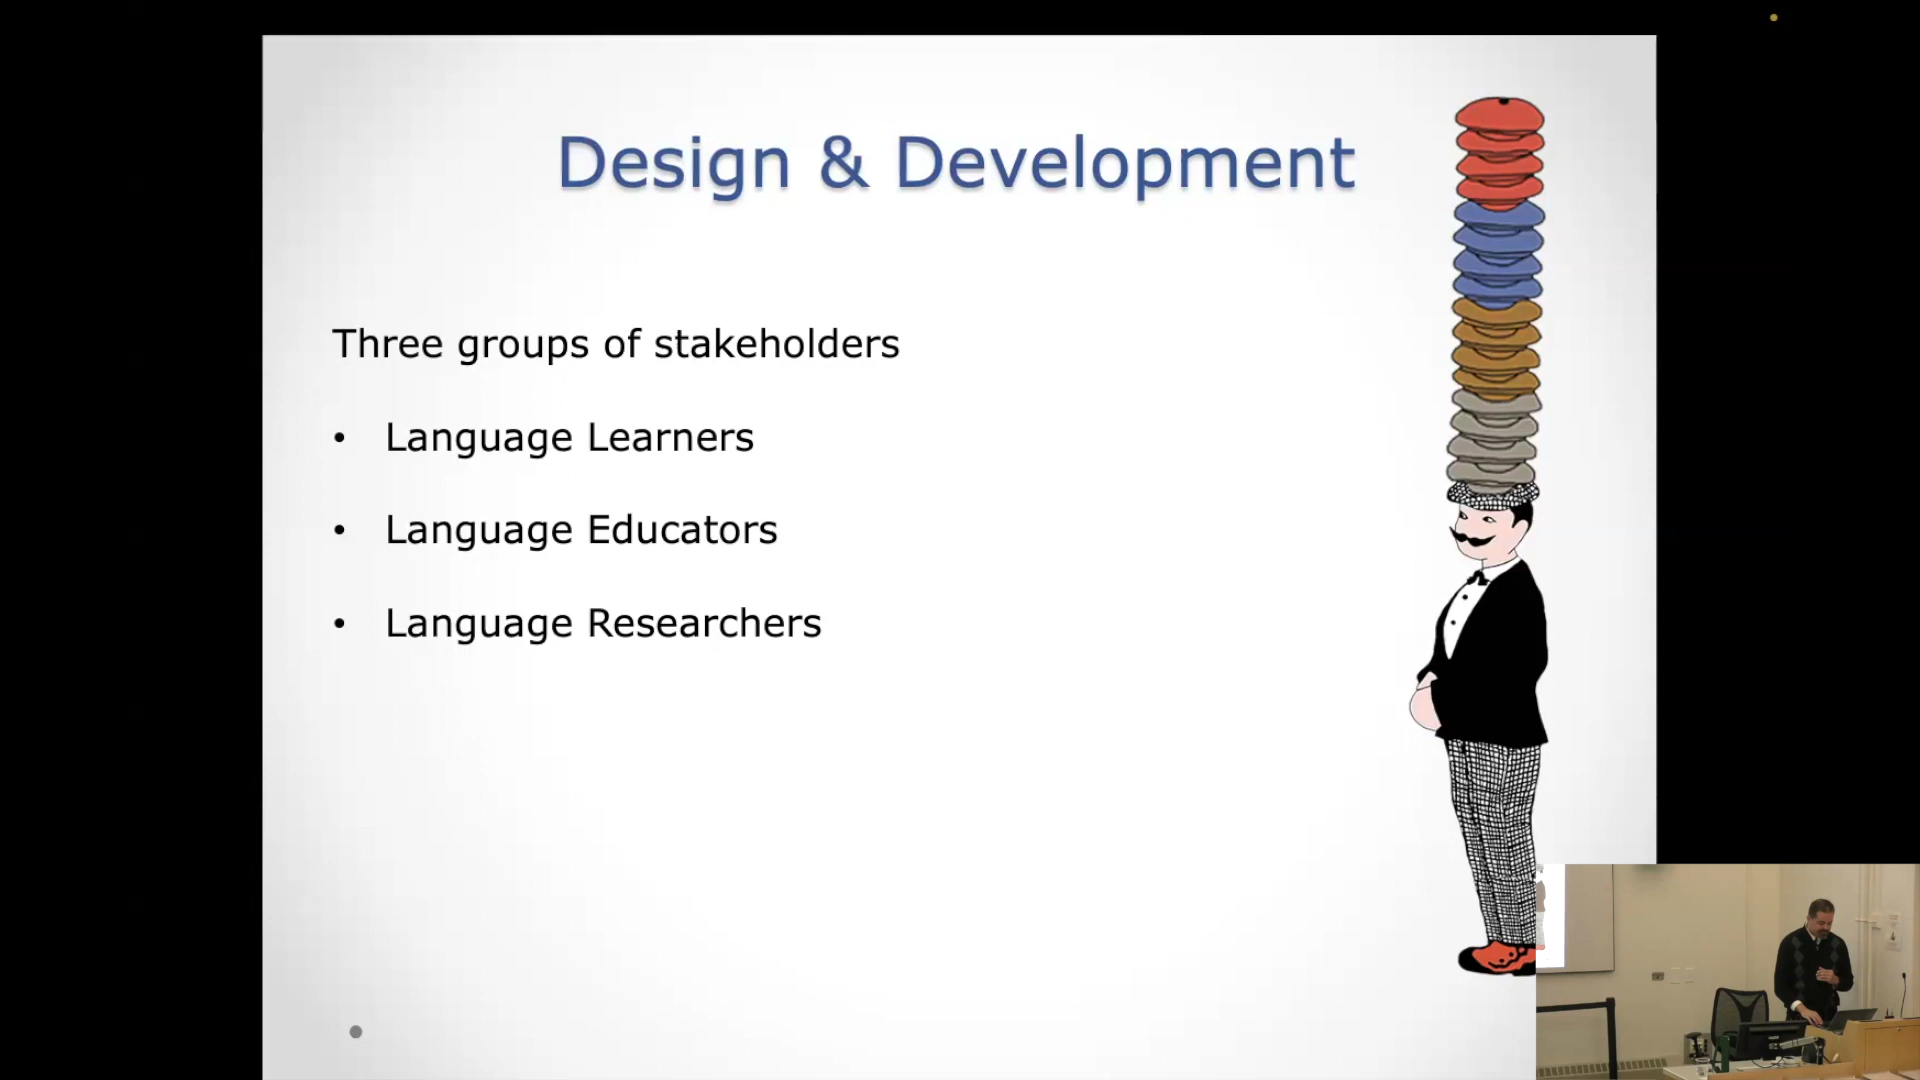 Design & Development
Three groups of stakeholders
• Language Learners
• Language Educators
• Language Researchers